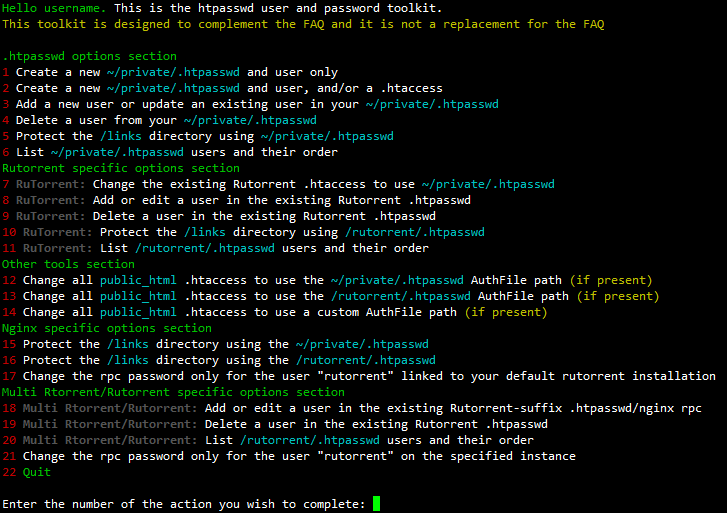 Hello username. This is the htpasswd user and password toolkit.
This toolkit is designed to complement the FAQ and it is not a replacement for the FAQ
.htpasswd options section
1 Create a new ~/private/.htpasswd and user only
2 Create a new ~/private/.htpasswd and user, and/or a .htaccess
3 Add a new user or update an existing user in your ~/private/.htpasswd
4 Delete a user from your ~/private/.htpasswd
5 Protect the /links directory using ~/private/.htpasswd
6 List ~/private/.htpasswd users and their order
Rutorrent specific options section
7 RuTorrent: Change the existing Rutorrent .htaccess to use ~/private/.htpasswd
8 RuTorrent: Add or edit a user in the existing Rutorrent .htpasswd
9 RuTorrent: Delete a user in the existing Rutorrent .htpasswd
10 RuTorrent: Protect the /links directory using /rutorrent/.htpasswd
11 RuTorrent: List /rutorrent/.htpasswd users and their order
Other tools section
12 Change all public_html .htaccess to use the ~/private/.htpasswd AuthFile path (if present)
13 Change all public_html .htaccess to use the /rutorrent/.htpasswd AuthFile path (if present)
14 Change all public_html .htaccess to use a custom AuthFile path (if present)
Nginx specific options section
15 Protect the /links directory using the ~/private/.htpasswd
16 Protect the /links directory using the /rutorrent/.htpasswd
17 Change the rpc password only for the user "rutorrent" linked to your default rutorrent installation
Multi Rtorrent/Rutorrent specific options section
18 Multi Rtorrent/Rutorrent: Add or edit a user in the existing Rutorrent-suffix .htpasswd/nginx rpc
19 Multi Rtorrent/Rutorrent: Delete a user in the existing Rutorrent .htpasswd
20 Multi Rtorrent/Rutorrent: List /rutorrent/.htpasswd users and their order
21 Change the rpc password only for the user "rutorrent" on the specified instance
22 Quit
Enter the number of the action you wish to complete: